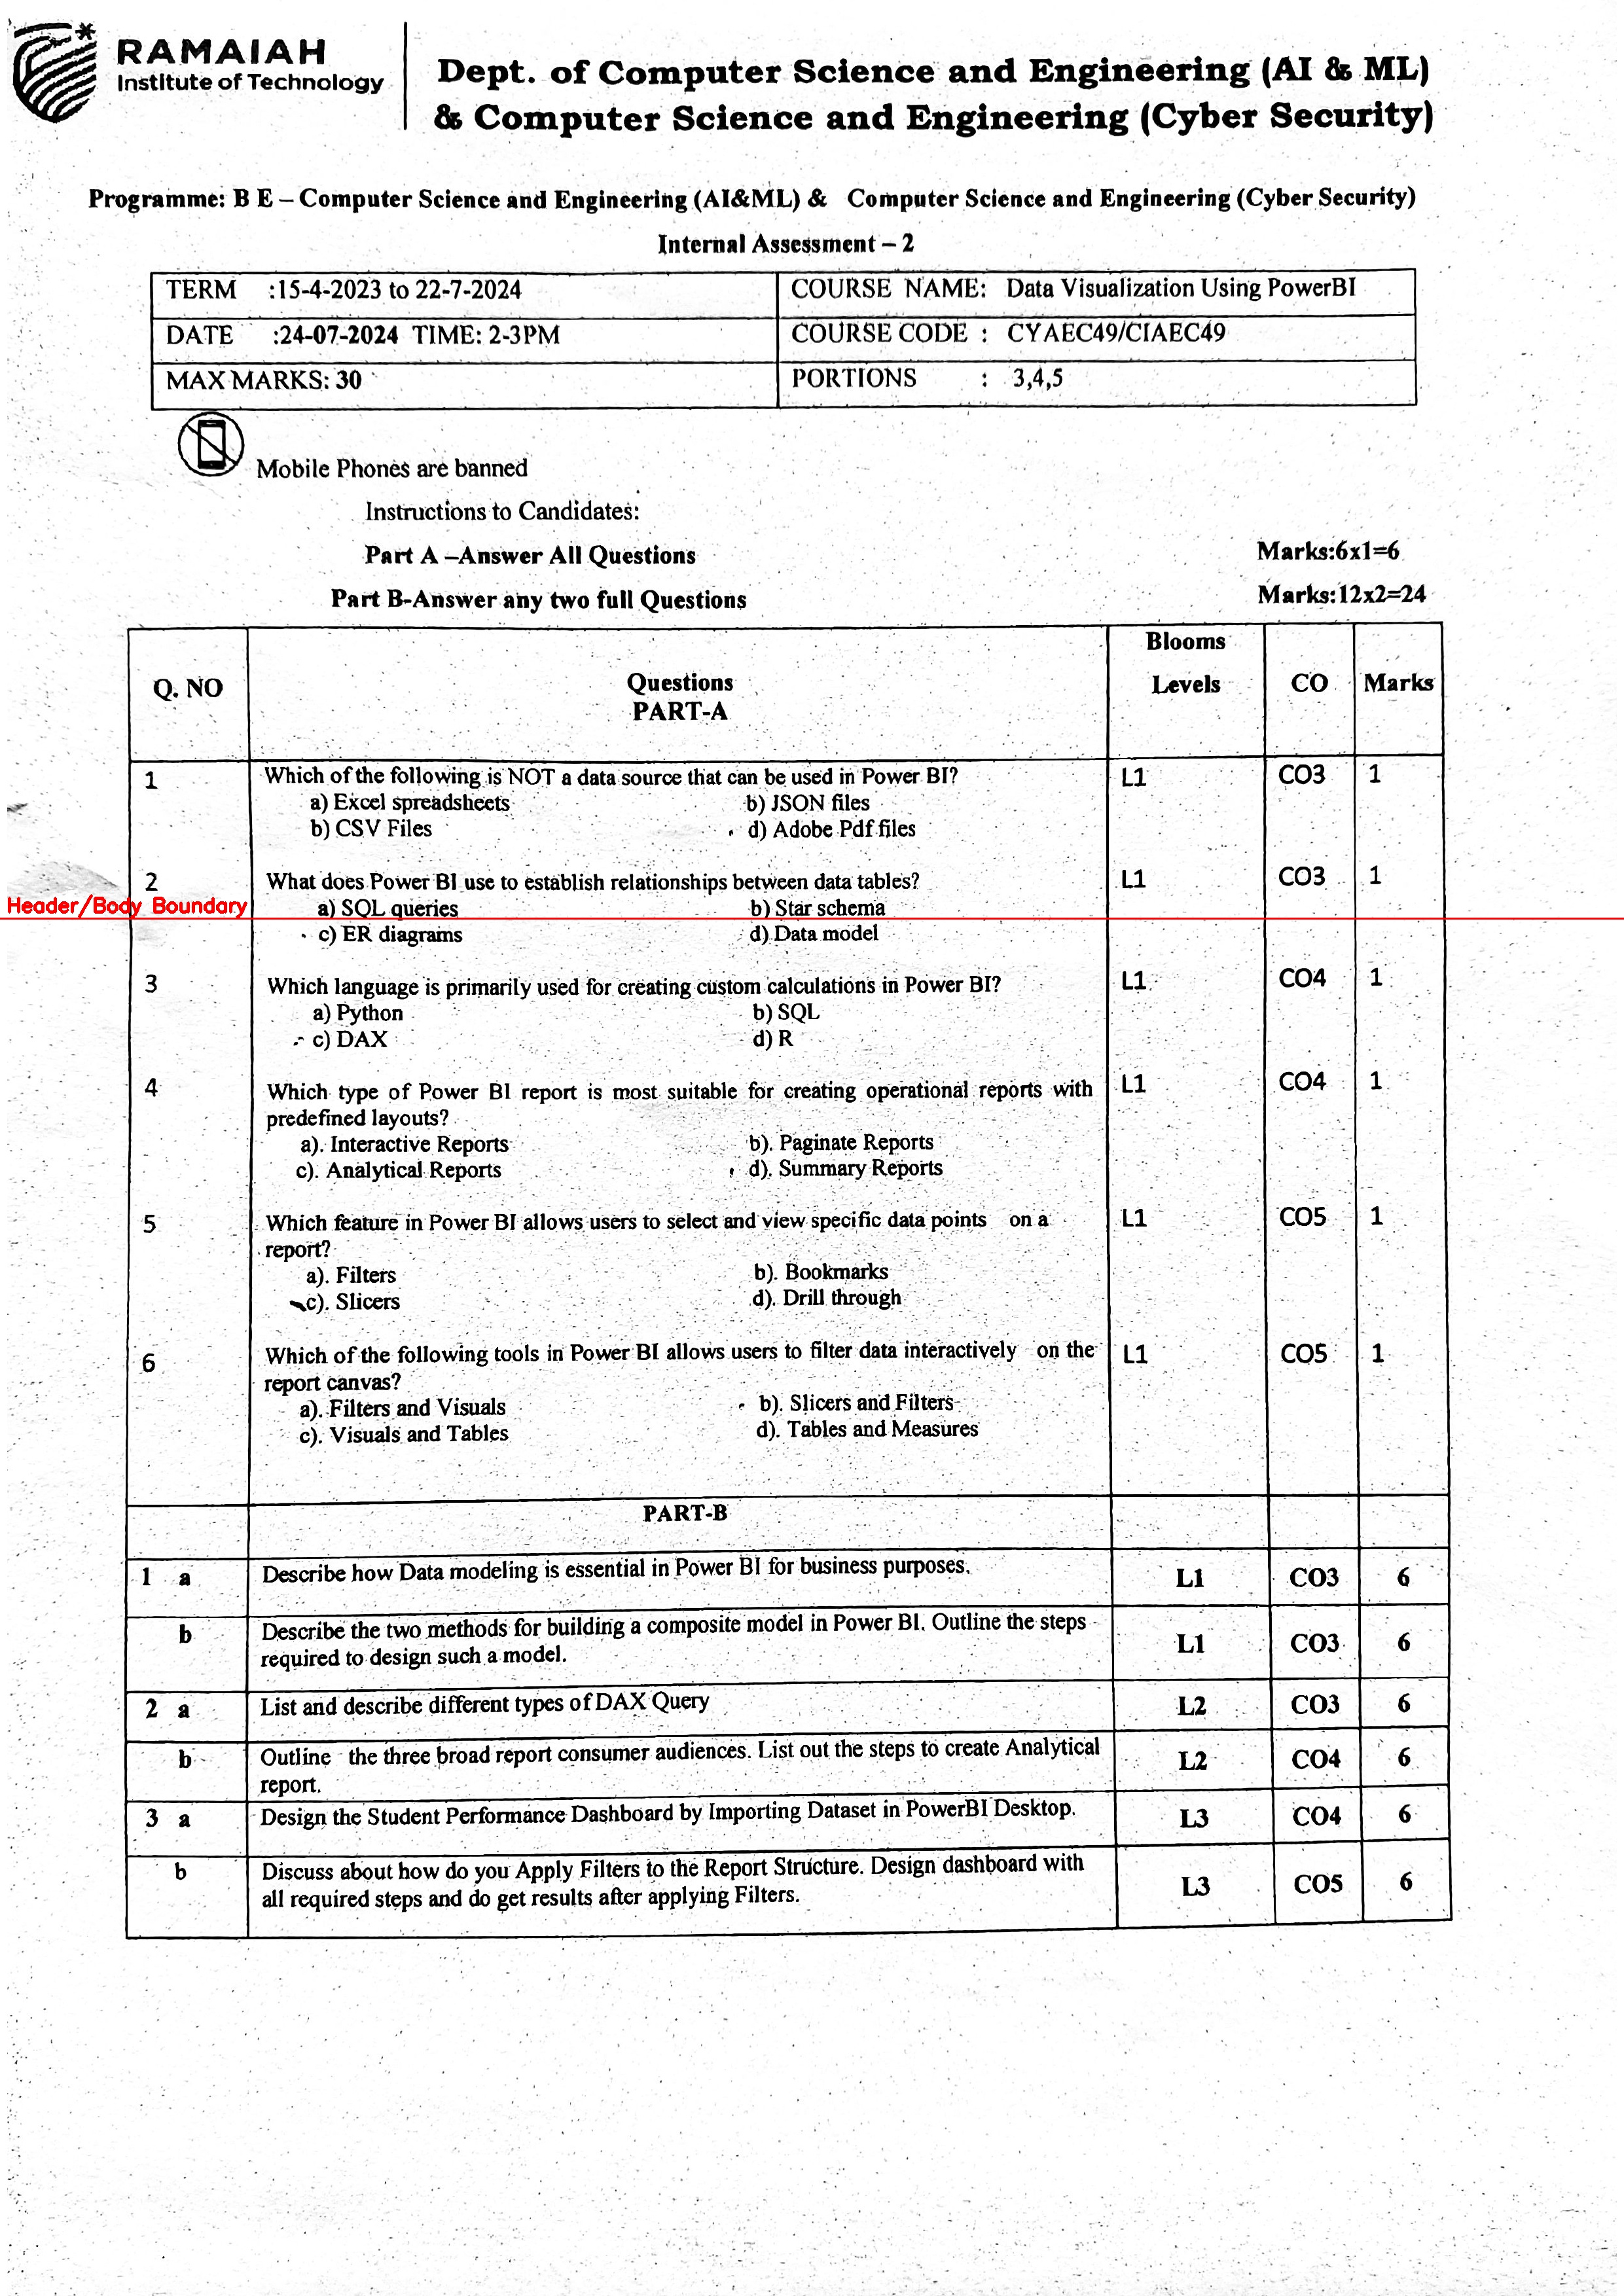 RAMAIAH
Institute of Technology
Dept. of Computer Science and Engineering (AI & ML)
& Computer Science and Engineering (Cyber Security)
Programme: B E – Computer Science and Engineering (AI&ML) & Computer Science and Engineering (Cyber Security)
Internal Assessment – 2
TERM :15-4-2023 to 22-7-2024 COURSE NAME: Data Visualization Using PowerBI
DATE :24-07-2024 TIME: 2-3PM COURSE CODE : CYAEC49/CIAEC49
MAX MARKS: 30 PORTIONS : 3,4,5
Mobile Phones are banned
Instructions to Candidates:
Part A –Answer All Questions Marks:6x1=6
Part B-Answer any two full Questions Marks:12x2=24
Q. NO Questions PART-A Blooms Levels CO Marks
1 Which of the following is NOT a data source that can be used in Power BI? L1 CO3 1
a) Excel spreadsheets b) JSON files
b) CSV Files d) Adobe Pdf files
2 What does Power BI use to establish relationships between data tables? L1 CO3 1
Header/Body Boundary
a) SQL queries b) Star schema
c) ER diagrams d) Data model
3 Which language is primarily used for creating custom calculations in Power BI? L1 CO4 1
a) Python b) SQL
c) DAX d) R
4 Which type of Power BI report is most suitable for creating operational reports with L1 CO4 1
predefined layouts?
a). Interactive Reports b). Paginate Reports
c). Analytical Reports d). Summary Reports
5 Which feature in Power BI allows users to select and view specific data points on a L1 CO5 1
report?
a). Filters b). Bookmarks
c). Slicers d). Drill through
6 Which of the following tools in Power BI allows users to filter data interactively on the L1 CO5 1
report canvas?
a). Filters and Visuals b). Slicers and Filters
c). Visuals and Tables d). Tables and Measures
PART-B
1 a Describe how Data modeling is essential in Power BI for business purposes. L1 CO3 6
b Describe the two methods for building a composite model in Power BI. Outline the steps L1 CO3 6
required to design such a model.
2 a List and describe different types of DAX Query L2 CO3 6
b Outline the three broad report consumer audiences. List out the steps to create Analytical L2 CO4 6
report.
3 a Design the Student Performance Dashboard by Importing Dataset in PowerBI Desktop. L3 CO4 6
b Discuss about how do you Apply Filters to the Report Structure. Design dashboard with L3 CO5 6
all required steps and do get results after applying Filters.